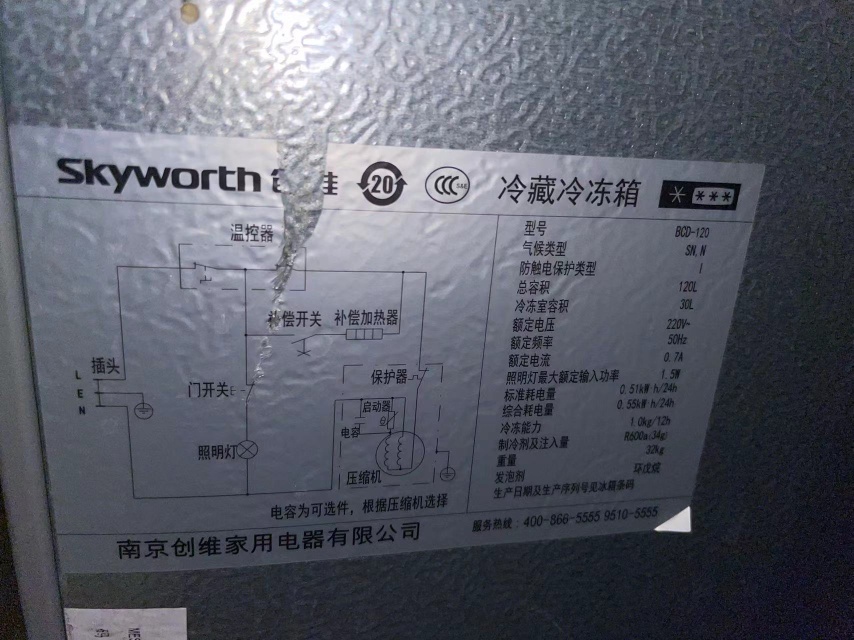 Skyworth 创维 20 CCC S&E 冷藏冷冻箱
温控器
补偿开关 补偿加热器
插头
L
E
N
门开关
保护器
启动器
电容
照明灯
压缩机
电容为可选件，根据压缩机选择
型号 BCD-120
气候类型 SN,N
防触电保护类型 I
总容积 120L
冷冻室容积 30L
额定电压 220V~
额定频率 50Hz
额定电流 0.7A
照明灯最大额定输入功率 1.5W
标准耗电量 0.51kW·h/24h
综合耗电量 0.55kW·h/24h
冷冻能力 1.0kg/12h
制冷剂及注入量 R600a(34g)
重量 32kg
发泡剂 环戊烷
生产日期及生产序列号见冰箱条码
南京创维家用电器有限公司
服务热线：400-866-5555 9510-5555
MES
码